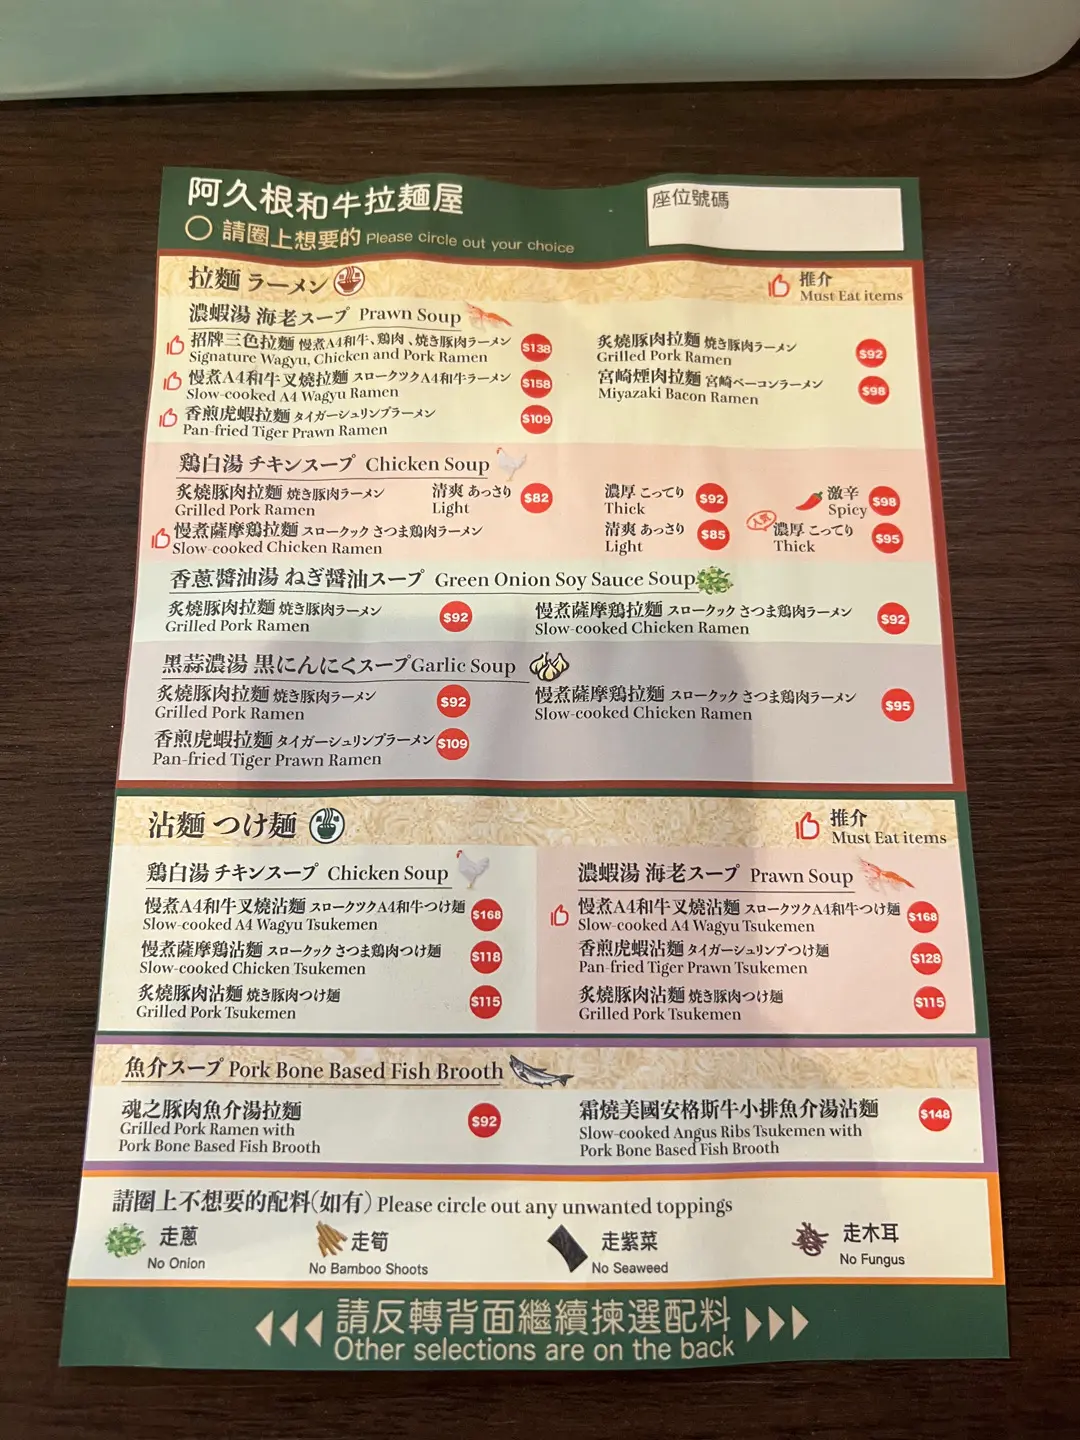 阿久根和牛拉麵屋
座位號碼
請圈上想要的 Please circle out your choice
拉麵 ラーメン
推介
Must Eat items
濃蝦湯 海老スープ Prawn Soup
招牌三色拉麵 慢煮A4和牛、鶏肉、焼き豚肉ラーメン $138
Signature Wagyu, Chicken and Pork Ramen
慢煮A4和牛叉燒拉麵 スロークツクA4和牛ラーメン $158
Slow-cooked A4 Wagyu Ramen
香煎虎蝦拉麵 タイガーシュリンプラーメン $109
Pan-fried Tiger Prawn Ramen
炙燒豚肉拉麵 焼き豚肉ラーメン $92
Grilled Pork Ramen
宮崎煙肉拉麵 宮崎ベーコンラーメン $98
Miyazaki Bacon Ramen
鶏白湯 チキンスープ Chicken Soup
炙燒豚肉拉麵 焼き豚肉ラーメン
Grilled Pork Ramen
清爽 あっさり $82
Light
濃厚 こってり $92
Thick
激辛 $98
Spicy
慢煮薩摩鶏拉麵 スロークック さつま鶏肉ラーメン
Slow-cooked Chicken Ramen
清爽 あっさり $85
Light
人気
濃厚 こってり $95
Thick
香蔥醬油湯 ねぎ醤油スープ Green Onion Soy Sauce Soup
炙燒豚肉拉麵 焼き豚肉ラーメン $92
Grilled Pork Ramen
慢煮薩摩鶏拉麵 スロークック さつま鶏肉ラーメン $92
Slow-cooked Chicken Ramen
黑蒜濃湯 黒にんにくスープ Garlic Soup
炙燒豚肉拉麵 焼き豚肉ラーメン $92
Grilled Pork Ramen
慢煮薩摩鶏拉麵 スロークック さつま鶏肉ラーメン $95
Slow-cooked Chicken Ramen
香煎虎蝦拉麵 タイガーシュリンプラーメン $109
Pan-fried Tiger Prawn Ramen
沾麵 つけ麺
推介
Must Eat items
鶏白湯 チキンスープ Chicken Soup
慢煮A4和牛叉燒沾麵 スロークツクA4和牛つけ麺 $168
Slow-cooked A4 Wagyu Tsukemen
慢煮薩摩鶏沾麵 スロークック さつま鶏肉つけ麺 $118
Slow-cooked Chicken Tsukemen
炙燒豚肉沾麵 焼き豚肉つけ麺 $115
Grilled Pork Tsukemen
濃蝦湯 海老スープ Prawn Soup
慢煮A4和牛叉燒沾麵 スロークツクA4和牛つけ麺 $168
Slow-cooked A4 Wagyu Tsukemen
香煎虎蝦沾麵 タイガーシュリンプつけ麺 $128
Pan-fried Tiger Prawn Tsukemen
炙燒豚肉沾麵 焼き豚肉つけ麺 $115
Grilled Pork Tsukemen
魚介スープ Pork Bone Based Fish Broth
魂之豚肉魚介湯拉麵 $92
Grilled Pork Ramen with
Pork Bone Based Fish Broth
霜燒美國安格斯牛小排魚介湯沾麵 $148
Slow-cooked Angus Ribs Tsukemen with
Pork Bone Based Fish Broth
請圈上不想要的配料(如有) Please circle out any unwanted toppings
走蔥
No Onion
走筍
No Bamboo Shoots
走紫菜
No Seaweed
走木耳
No Fungus
請反轉背面繼續揀選配料
Other selections are on the back